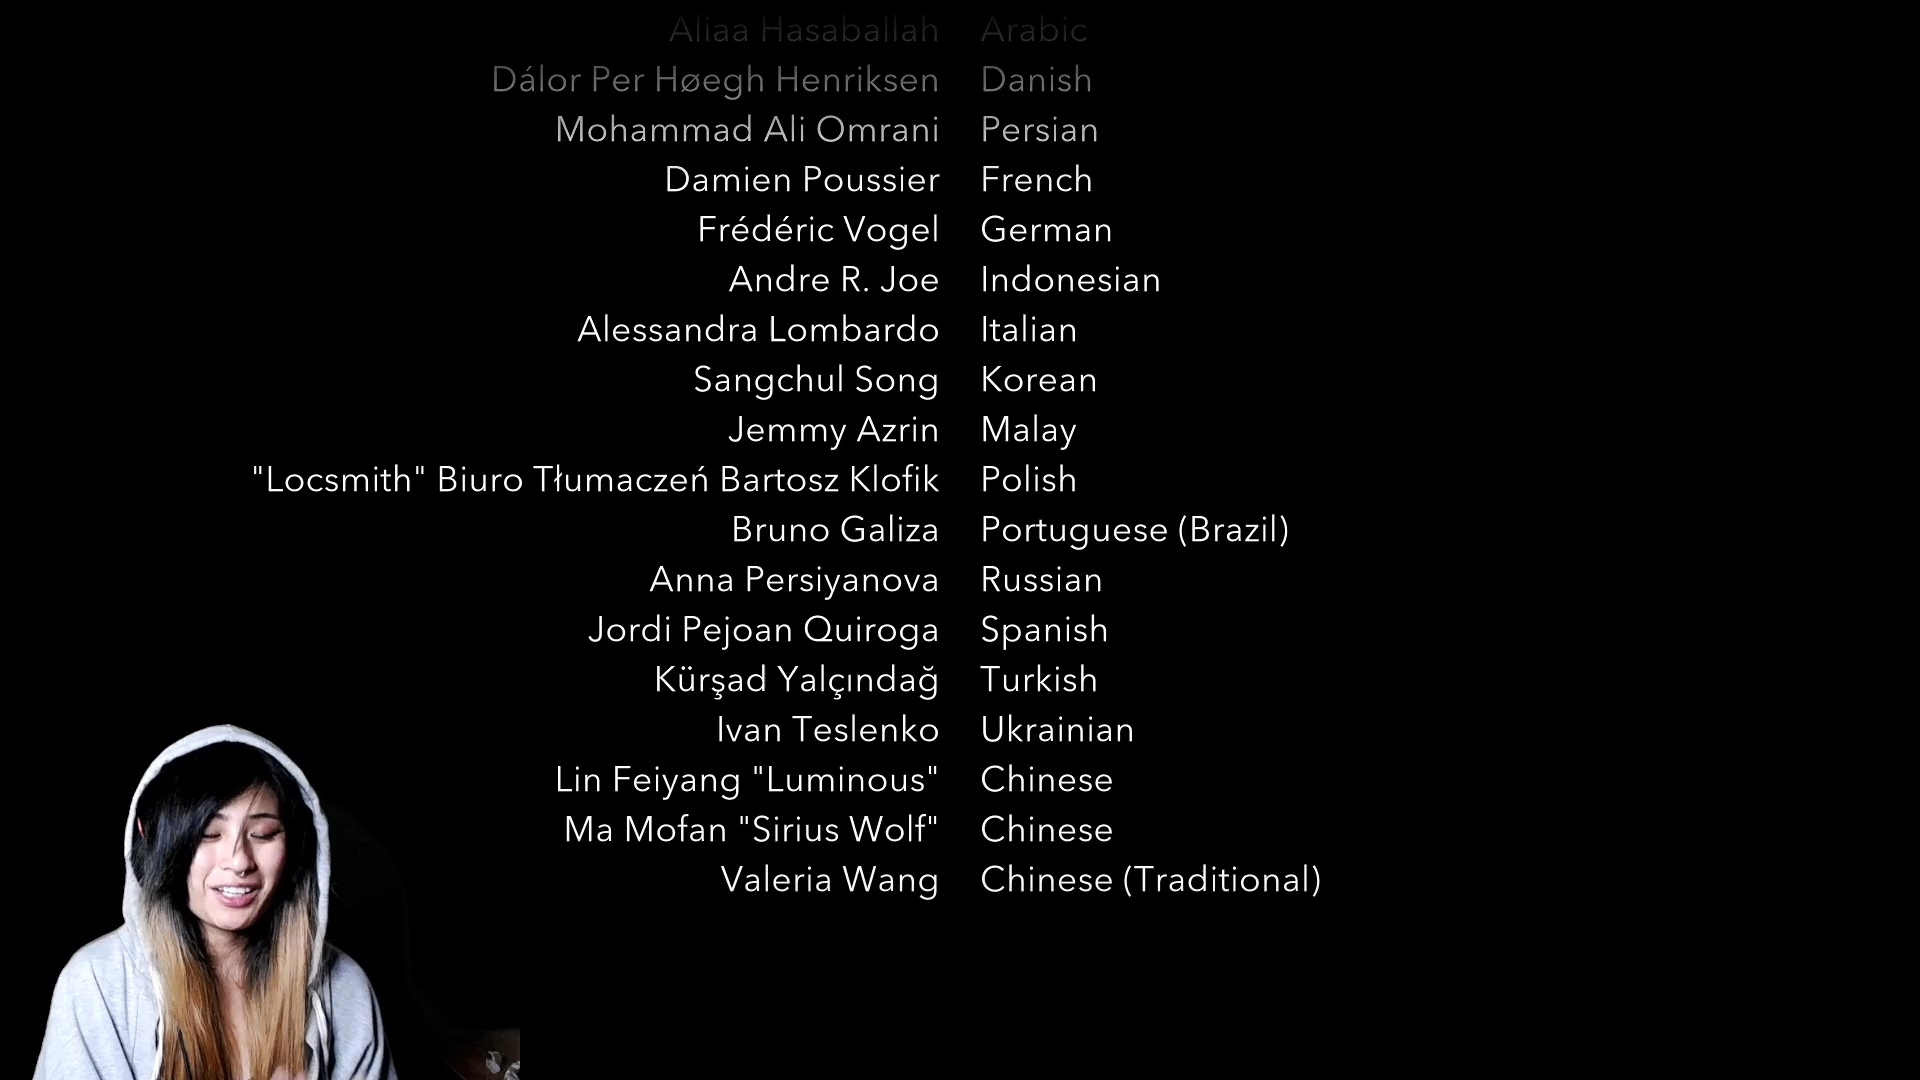 Aliaa Hasaballah Arabic
Dálor Per Høegh Henriksen Danish
Mohammad Ali Omrani Persian
Damien Poussier French
Frédéric Vogel German
Andre R. Joe Indonesian
Alessandra Lombardo Italian
Sangchul Song Korean
Jemmy Azrin Malay
"Locsmith" Biuro Tłumaczeń Bartosz Klofik Polish
Bruno Galiza Portuguese (Brazil)
Anna Persiyanova Russian
Jordi Pejoan Quiroga Spanish
Kürşad Yalçındağ Turkish
Ivan Teslenko Ukrainian
Lin Feiyang "Luminous" Chinese
Ma Mofan "Sirius Wolf" Chinese
Valeria Wang Chinese (Traditional)